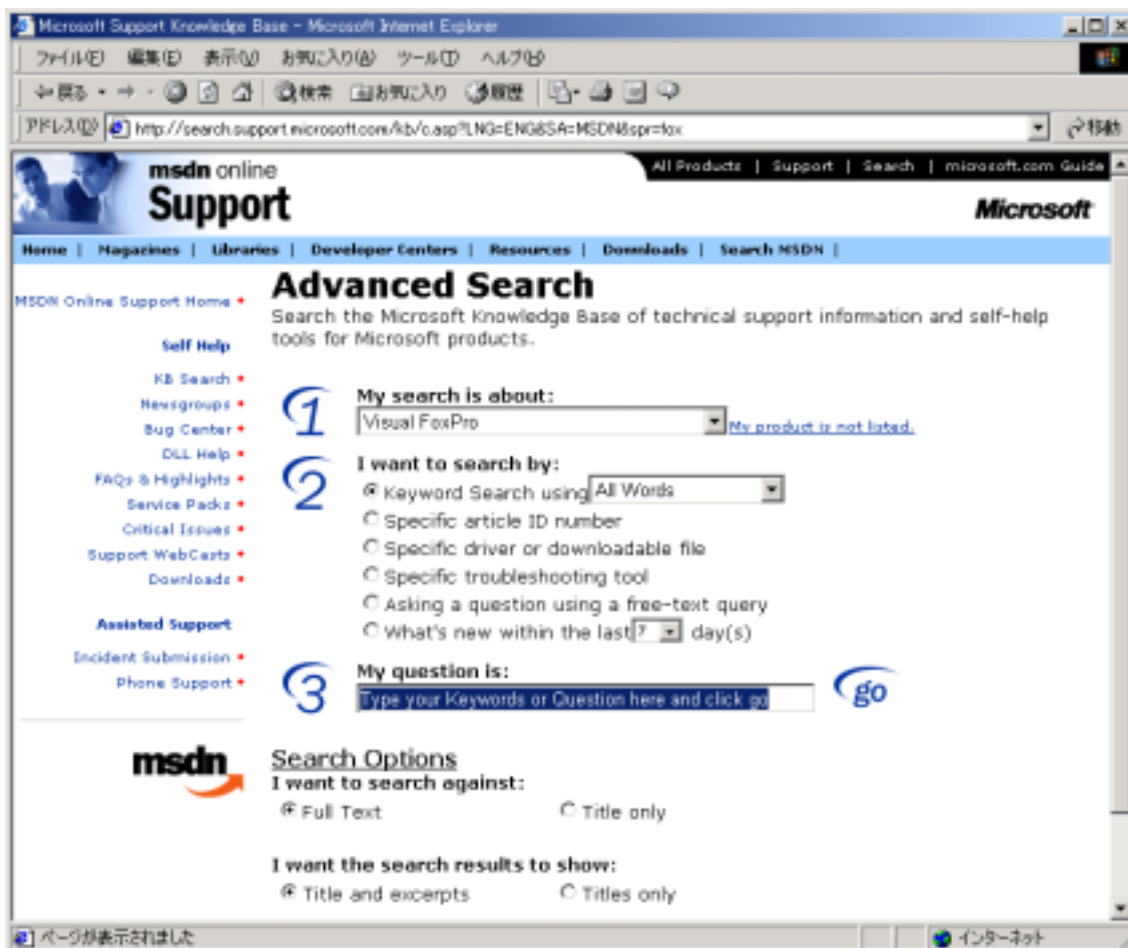 Microsoft Support Knowledge Base - Microsoft Internet Explorer
ファイル(F) 編集(E) 表示(V) お気に入り(A) ツール(T) ヘルプ(H)
戻る 検索 お気に入り 履歴
アドレス(D) http://search.support.microsoft.com/kb/c.asp?LNG=ENG&SA=MSDN&spr=fox 移動
All Products | Support | Search | microsoft.com Guide
msdn online
Support
Microsoft
Home | Magazines | Libraries | Developer Centers | Resources | Downloads | Search MSDN |
MSDN Online Support Home
Self Help
KB Search
Newsgroups
Bug Center
DLL Help
FAQs & Highlights
Service Packs
Critical Issues
Support WebCasts
Downloads
Assisted Support
Incident Submission
Phone Support
msdn
Advanced Search
Search the Microsoft Knowledge Base of technical support information and self-help
tools for Microsoft products.
1 My search is about:
Visual FoxPro My product is not listed.
2 I want to search by:
Keyword Search using All Words
Specific article ID number
Specific driver or downloadable file
Specific troubleshooting tool
Asking a question using a free-text query
What's new within the last 7 day(s)
3 My question is:
Type your Keywords or Question here and click go go
Search Options
I want to search against:
Full Text Title only
I want the search results to show:
Title and excerpts Titles only
ページが表示されました インターネット